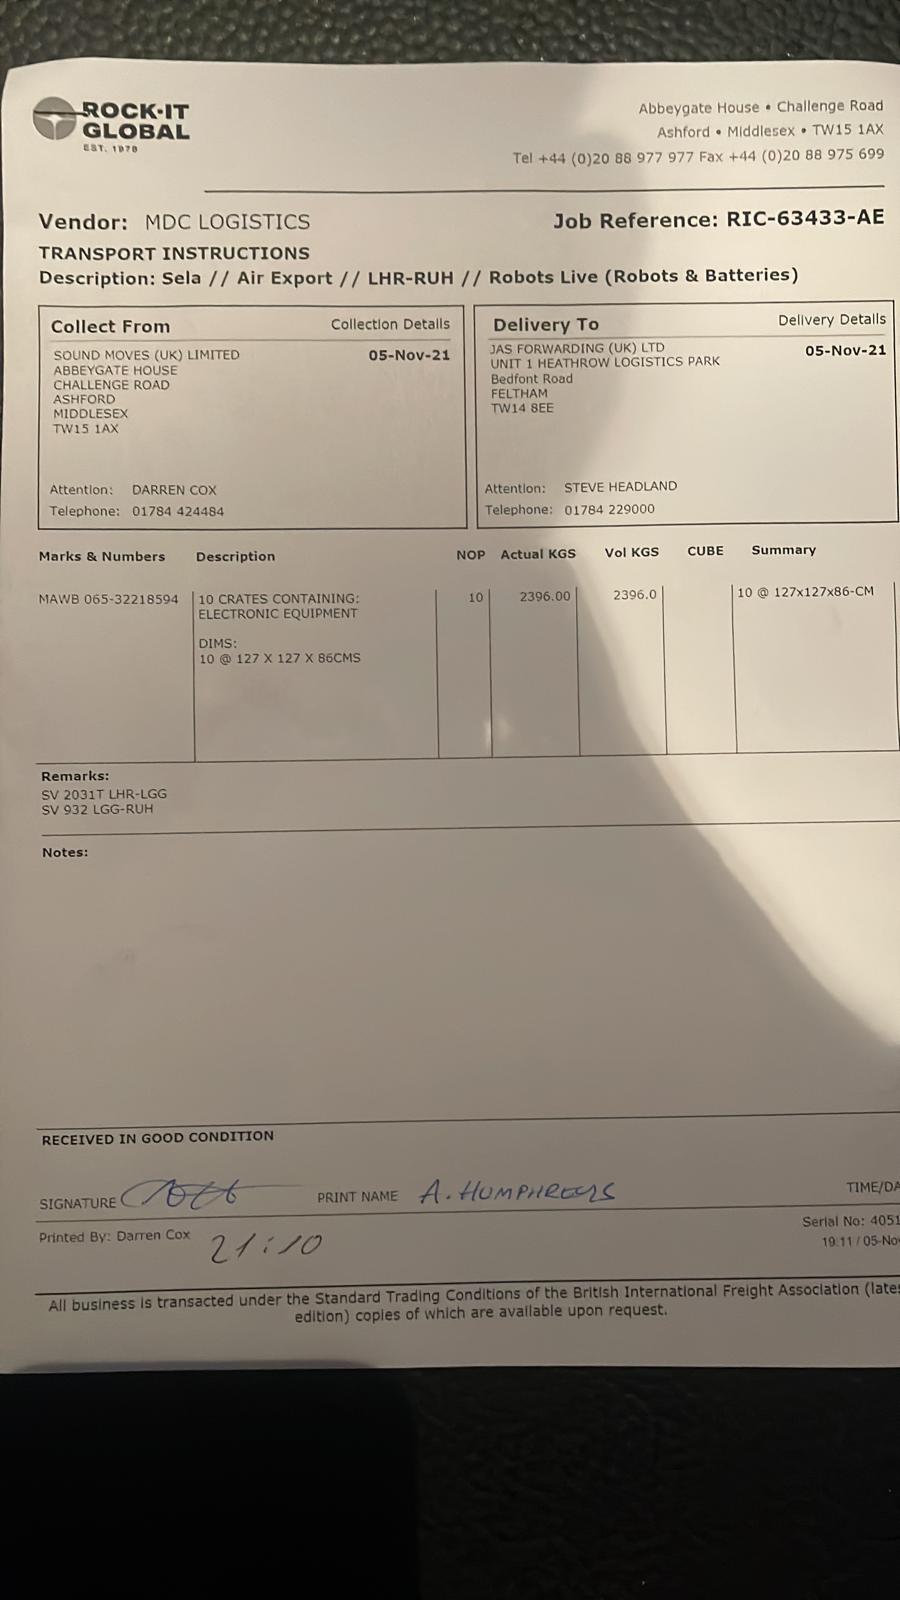 ROCK-IT
GLOBAL
EST. 1978
Abbeygate House • Challenge Road
Ashford • Middlesex • TW15 1AX
Tel +44 (0)20 88 977 977 Fax +44 (0)20 88 975 699
Vendor: MDC LOGISTICS
Job Reference: RIC-63433-AE
TRANSPORT INSTRUCTIONS
Description: Sela // Air Export // LHR-RUH // Robots Live (Robots & Batteries)
Collect From Collection Details
SOUND MOVES (UK) LIMITED 05-Nov-21
ABBEYGATE HOUSE
CHALLENGE ROAD
ASHFORD
MIDDLESEX
TW15 1AX
Attention: DARREN COX
Telephone: 01784 424484
Delivery To Delivery Details
JAS FORWARDING (UK) LTD 05-Nov-21
UNIT 1 HEATHROW LOGISTICS PARK
Bedfont Road
FELTHAM
TW14 8EE
Attention: STEVE HEADLAND
Telephone: 01784 229000
Marks & Numbers Description NOP Actual KGS Vol KGS CUBE Summary
MAWB 065-32218594 10 CRATES CONTAINING: 10 2396.00 2396.0 10 @ 127x127x86-CM
ELECTRONIC EQUIPMENT
DIMS:
10 @ 127 X 127 X 86CMS
Remarks:
SV 2031T LHR-LGG
SV 932 LGG-RUH
Notes:
RECEIVED IN GOOD CONDITION
SIGNATURE PRINT NAME A. HUMPHREYS TIME/DA
Printed By: Darren Cox 21:10
Serial No: 4051
19:11 / 05-No
All business is transacted under the Standard Trading Conditions of the British International Freight Association (late
edition) copies of which are available upon request.